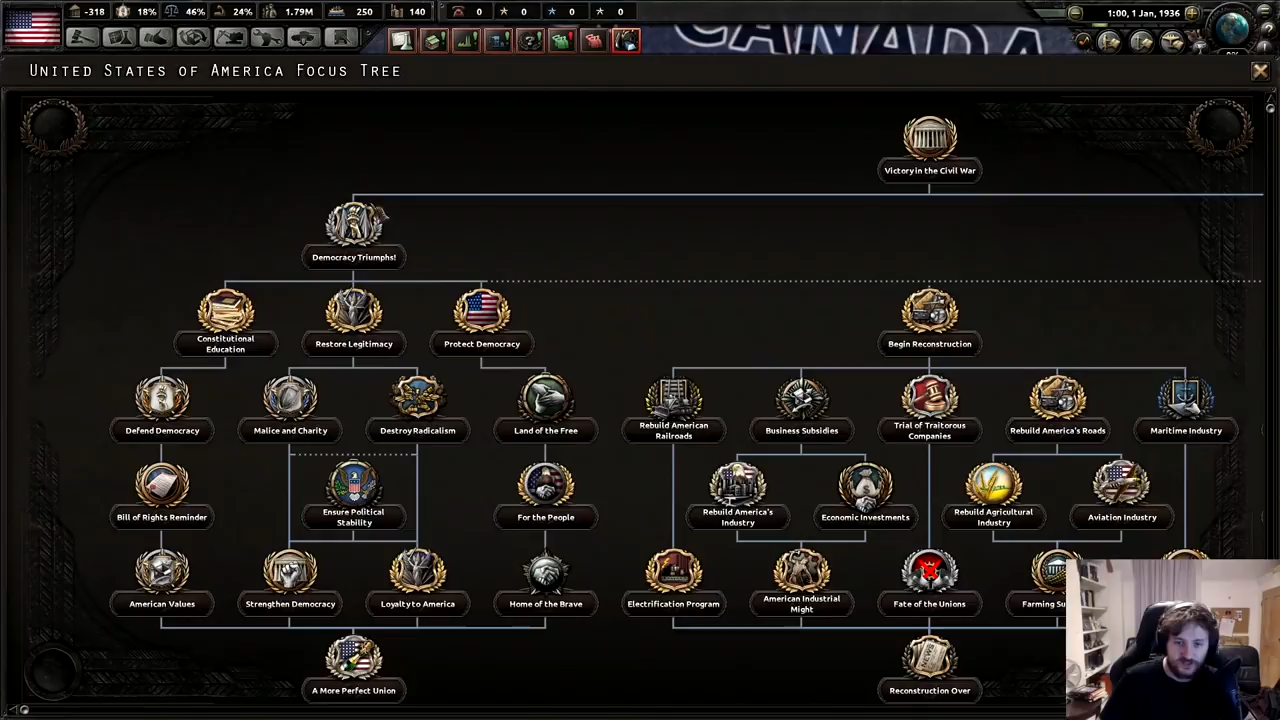 -318 18% 46% 24% 1.79M 250 140 0 0 0 0 1:00, 1 Jan, 1936
CANADA
United States of America Focus Tree
Victory in the Civil War
Democracy Triumphs!
Constitutional
Education
Restore Legitimacy
Protect Democracy
Begin Reconstruction
Defend Democracy
Malice and Charity
Destroy Radicalism
Land of the Free
Rebuild American
Railroads
Business Subsidies
Trial of Traitorous
Companies
Rebuild America's Roads
Maritime Industry
Bill of Rights Reminder
Ensure Political
Stability
For the People
Rebuild America's
Industry
Economic Investments
Rebuild Agricultural
Industry
Aviation Industry
American Values
Strengthen Democracy
Loyalty to America
Home of the Brave
Electrification Program
American Industrial
Might
Fate of the Unions
Farming Su
A More Perfect Union
NEWS
Reconstruction Over